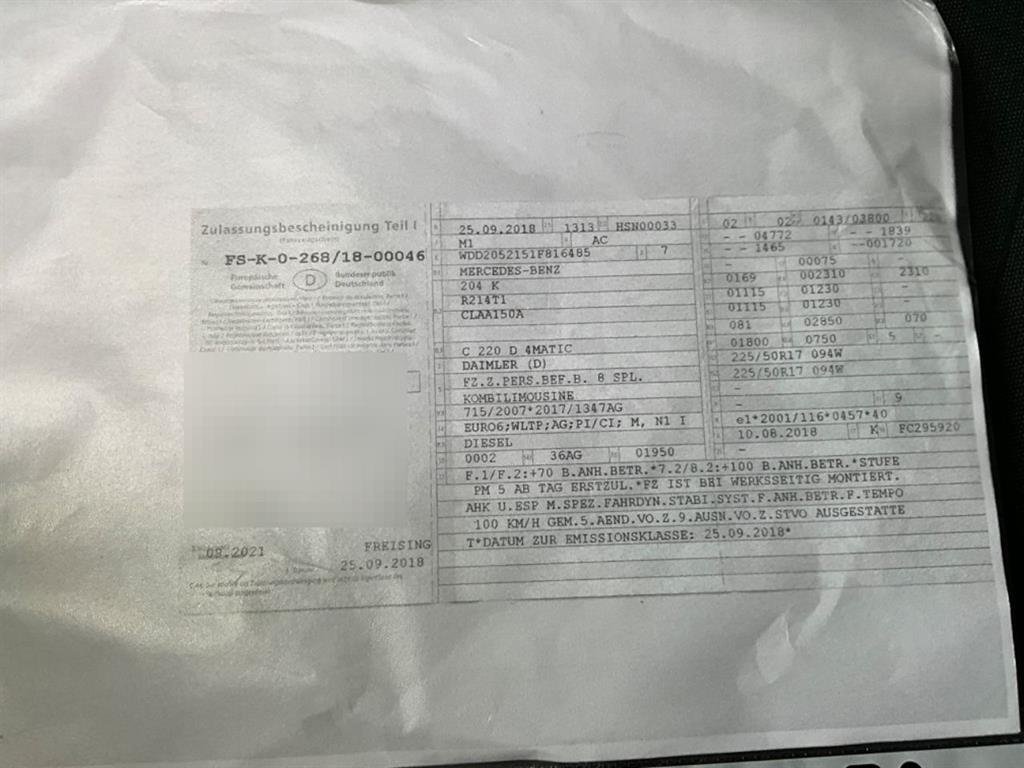 Zulassungsbescheinigung Teil I
(Fahrzeugschein)
Nr. FS-K-0-268/18-00046
Europäische Gemeinschaft
D
Bundesrepublik Deutschland
09.2021
FREISING
25.09.2018
25.09.2018 1313 HSN00033
M1 AC
WDD2052151F816485 7
MERCEDES-BENZ
204 K
R214T1
CLAA150A
C 220 D 4MATIC
DAIMLER (D)
FZ.Z.PERS.BEF.B. 8 SPL.
KOMBILIMOUSINE
715/2007*2017/1347AG
EURO6;WLTP;AG;PI/CI; M, N1 I
DIESEL
0002 36AG 01950
02 02 0143/03800
- - 04772 - - 1839
- - 1465 --001720
- 00075 -
0169 002310 2310
01115 01230 -
01115 01230 -
081 02850 070
01800 0750 5 -
225/50R17 094W
225/50R17 094W
-
- 9
e1*2001/116*0457*40
10.08.2018 K FC295920
-
F.1/F.2:+70 B.ANH.BETR.*7.2/8.2:+100 B.ANH.BETR.*STUFE
PM 5 AB TAG ERSTZUL.*FZ IST BEI WERKSSEITIG MONTIERT.
AHK U.ESP M.SPEZ.FAHRDYN.STABI.SYST.F.ANH.BETR.F.TEMPO
100 KM/H GEM.5.AEND.VO.Z.9.AUSN.VO.Z.STVO AUSGESTATTE
T*DATUM ZUR EMISSIONSKLASSE: 25.09.2018*